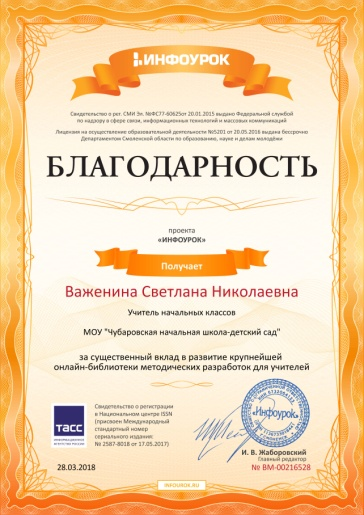 ИНФОУРОК
Свидетельство о рег. СМИ Эл. №ФС77-60625от 20.01.2015 выдано Федеральной службой
по надзору в сфере связи, информационных технологий и массовых коммуникаций
Лицензия на осуществление образовательной деятельности №5201 от 20.05.2016 выдана бессрочно
Департаментом Смоленской области по образованию, науке и делам молодёжи
БЛАГОДАРНОСТЬ
проекта
«ИНФОУРОК»
Получает
Важенина Светлана Николаевна
Учитель начальных классов
МОУ "Чубаровская начальная школа-детский сад"
за существенный вклад в развитие крупнейшей
онлайн-библиотеки методических разработок для учителей
ТАСС
ИНФОРМАЦИОННОЕ
АГЕНТСТВО РОССИИ
Свидетельство о регистрации
в Национальном центре ISSN
(присвоен Международный
стандартный номер
сериального издания:
№ 2587-8018 от 17.05.2017)
«Инфоурок»
И. В. Жаборовский
Главный редактор
28.03.2018
№ ВМ-00216528
INFOUROK.RU